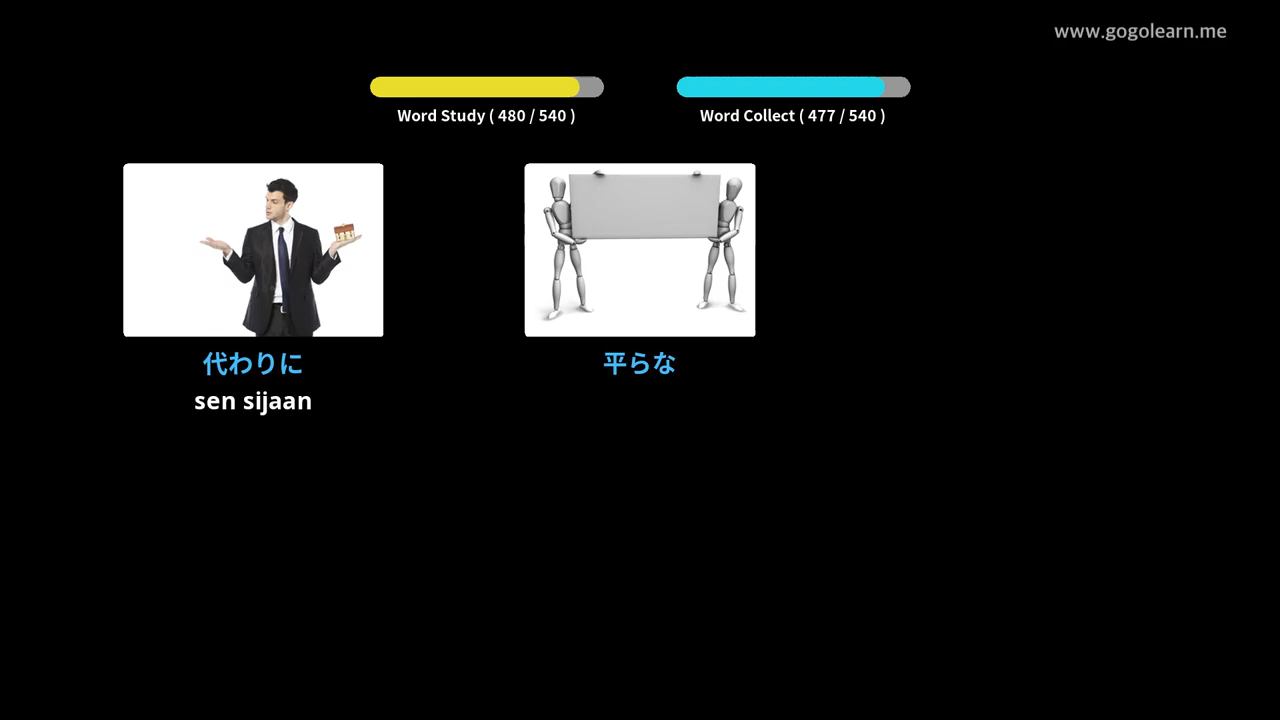 www.gogolearn.me
Word Study ( 480 / 540 )
Word Collect ( 477 / 540 )
代わりに
sen sijaan
平らな